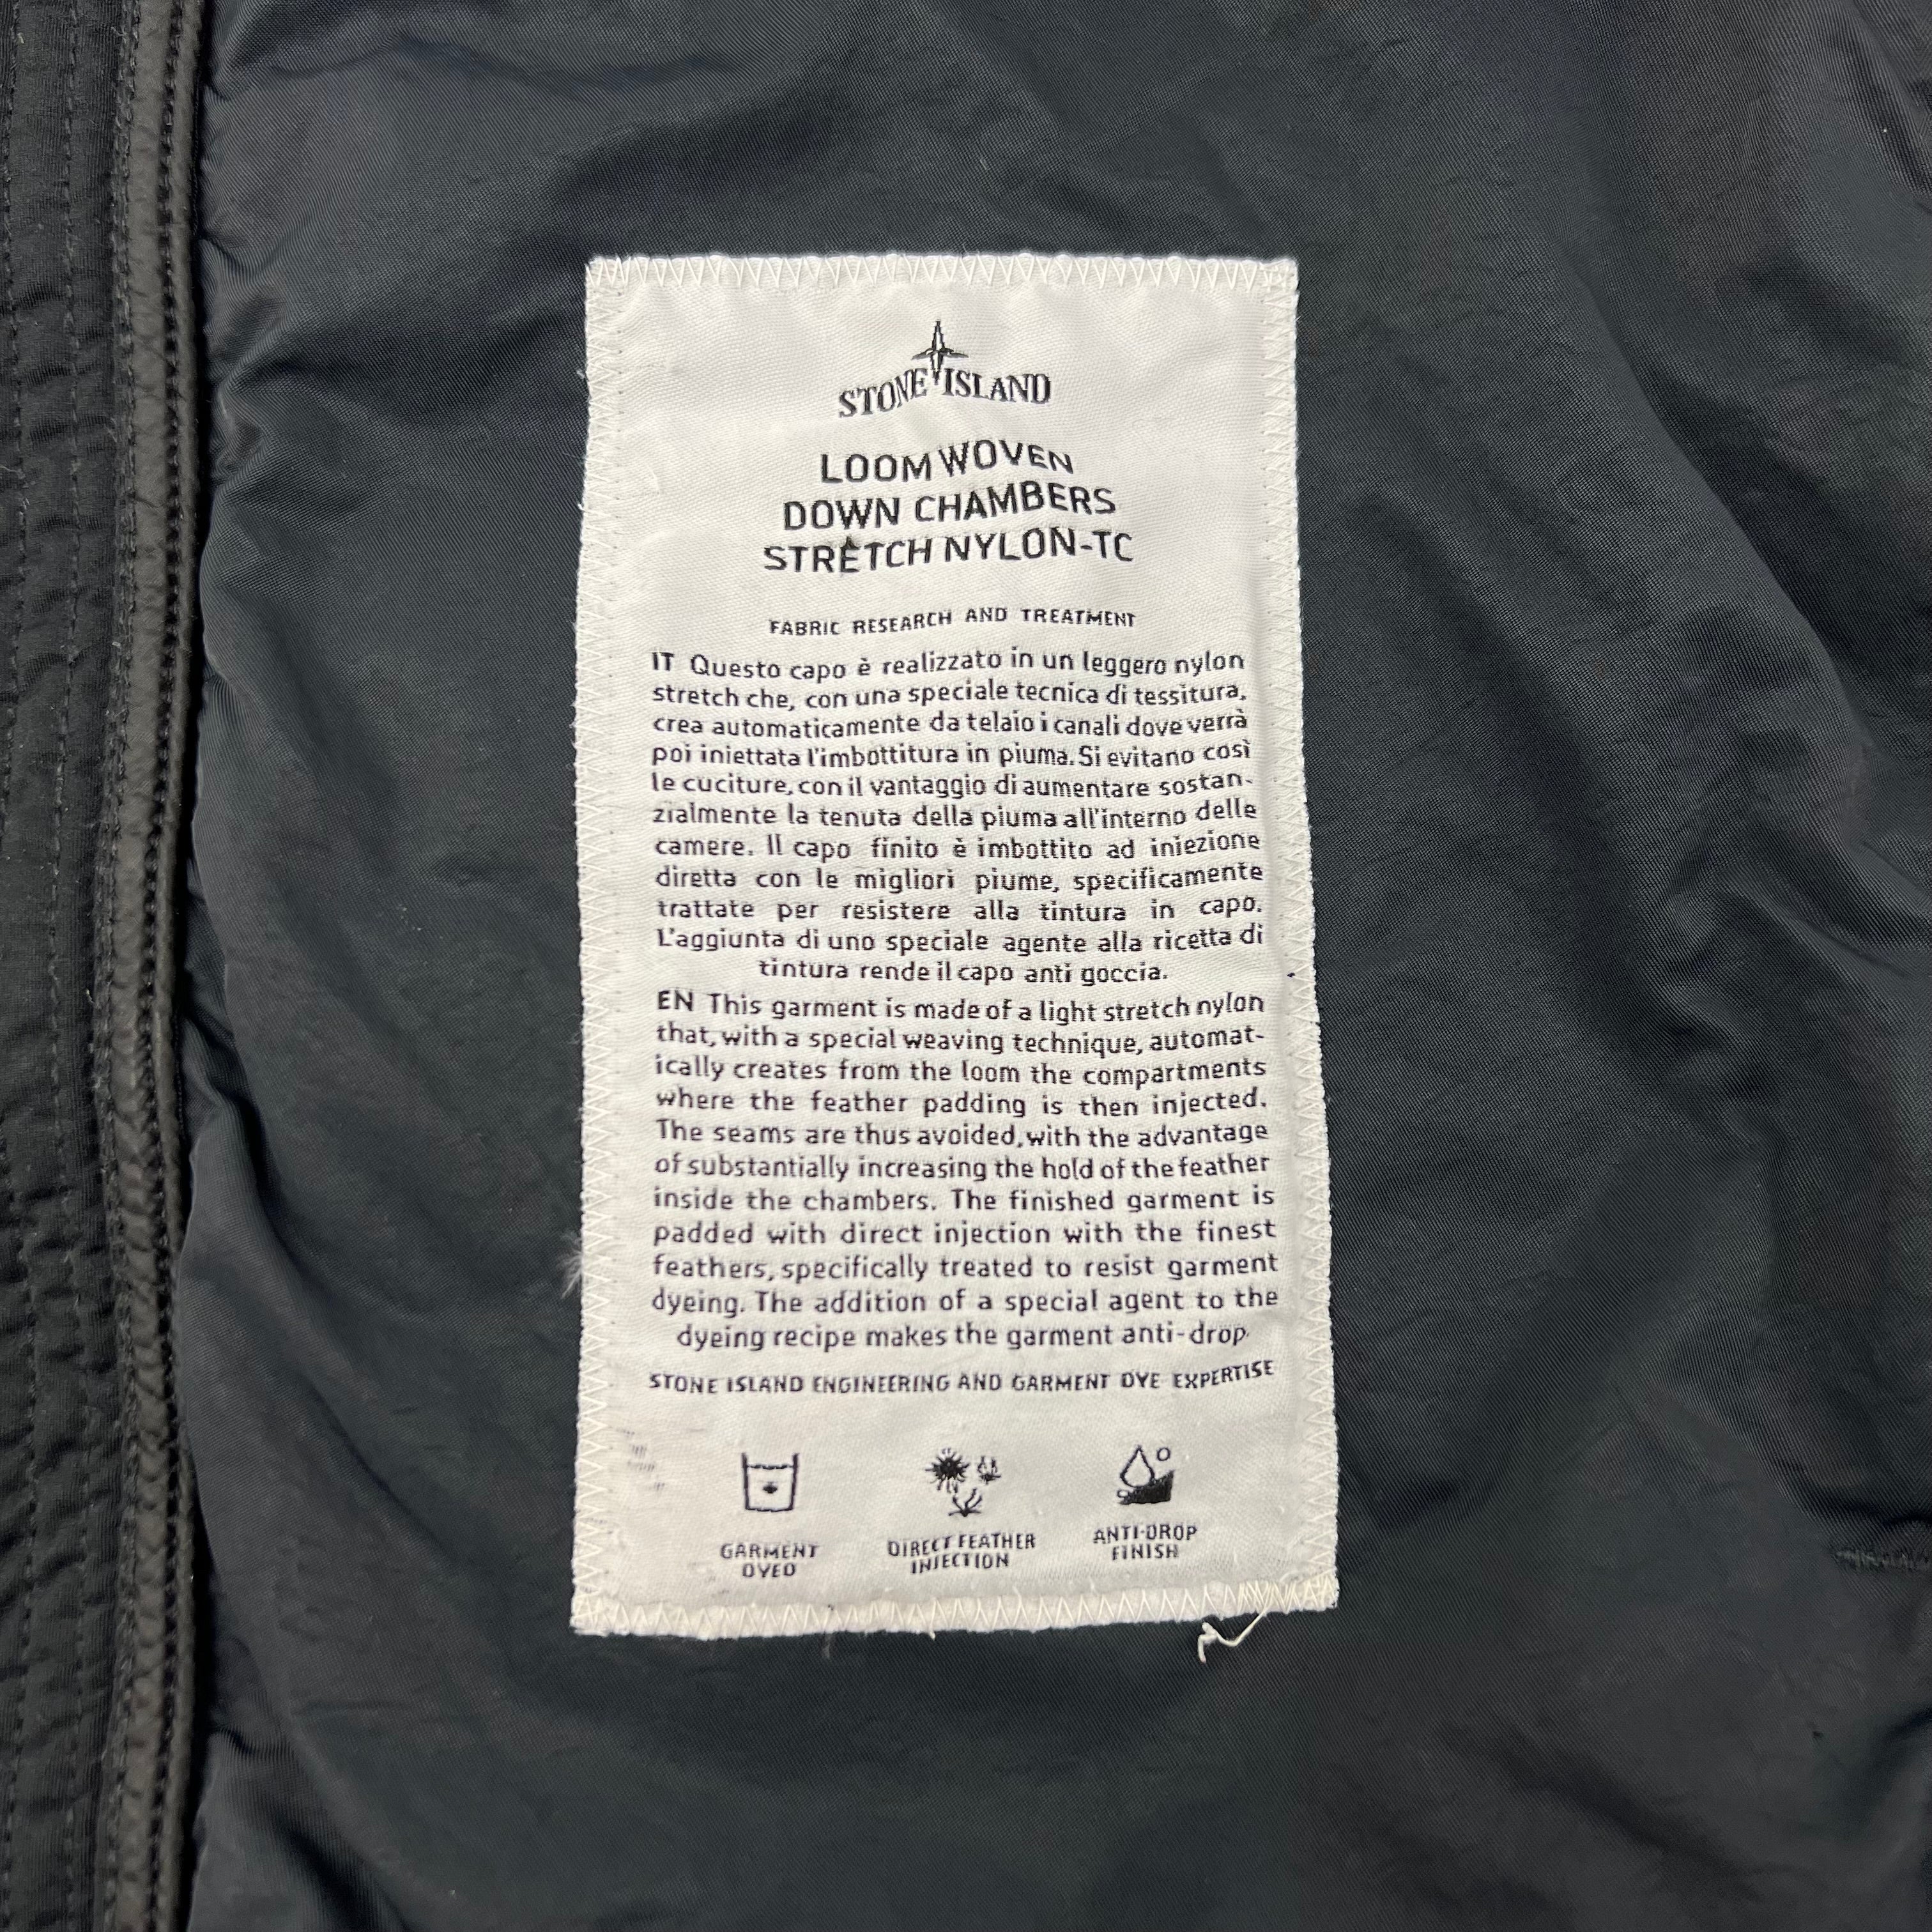 STONE ISLAND
LOOM WOVEN
DOWN CHAMBERS
STRETCH NYLON-TC
FABRIC RESEARCH AND TREATMENT
IT Questo capo è realizzato in un leggero nylon
stretch che, con una speciale tecnica di tessitura,
crea automaticamente da telaio i canali dove verrà
poi iniettata l'imbottitura in piuma. Si evitano così
le cuciture, con il vantaggio di aumentare sostan-
zialmente la tenuta della piuma all'interno delle
camere. Il capo finito è imbottito ad iniezione
diretta con le migliori piume, specificamente
trattate per resistere alla tintura in capo.
L'aggiunta di uno speciale agente alla ricetta di
tintura rende il capo anti goccia.
EN This garment is made of a light stretch nylon
that, with a special weaving technique, automat-
ically creates from the loom the compartments
where the feather padding is then injected.
The seams are thus avoided, with the advantage
of substantially increasing the hold of the feather
inside the chambers. The finished garment is
padded with direct injection with the finest
feathers, specifically treated to resist garment
dyeing. The addition of a special agent to the
dyeing recipe makes the garment anti-drop
STONE ISLAND ENGINEERING AND GARMENT DYE EXPERTISE
GARMENT
DYED
DIRECT FEATHER
INJECTION
ANTI-DROP
FINISH